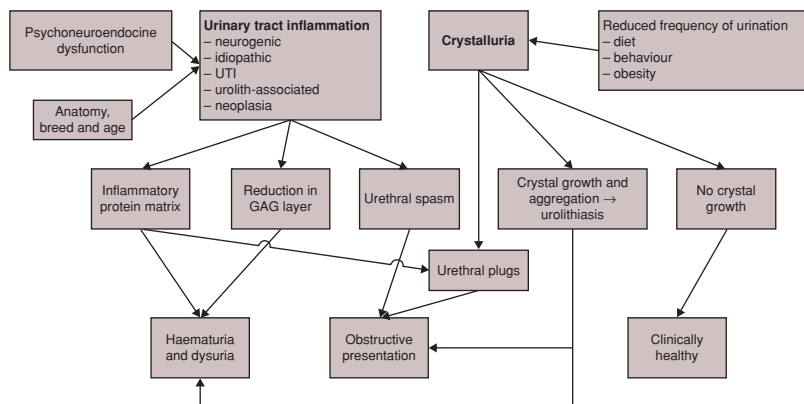 Psychoneuroendocine
dysfunction
Urinary tract inflammation
– neurogenic
– idiopathic
– UTI
– urolith-associated
– neoplasia
Crystalluria
Reduced frequency of urination
– diet
– behaviour
– obesity
Anatomy,
breed and age
Inflammatory
protein matrix
Reduction in
GAG layer
Urethral spasm
Crystal growth and
aggregation →
urolithiasis
No crystal
growth
Urethral plugs
Haematuria
and dysuria
Obstructive
presentation
Clinically
healthy